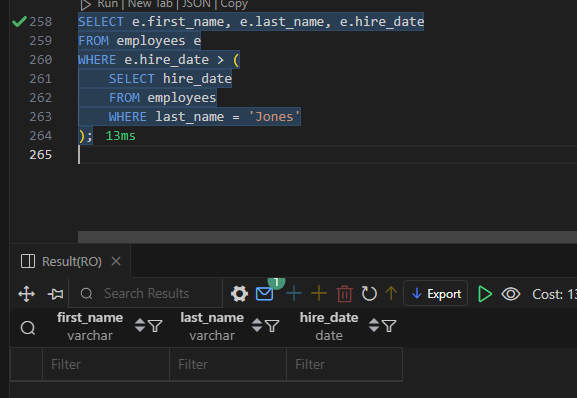 Run | New Tab | JSON | Copy
258 SELECT e.first_name, e.last_name, e.hire_date
259 FROM employees e
260 WHERE e.hire_date > (
261 SELECT hire_date
262 FROM employees
263 WHERE last_name = 'Jones'
264 ); 13ms
265
Result(RO)
Search Results 1 Export Cost: 13
first_name last_name hire_date
varchar varchar date
Filter Filter Filter